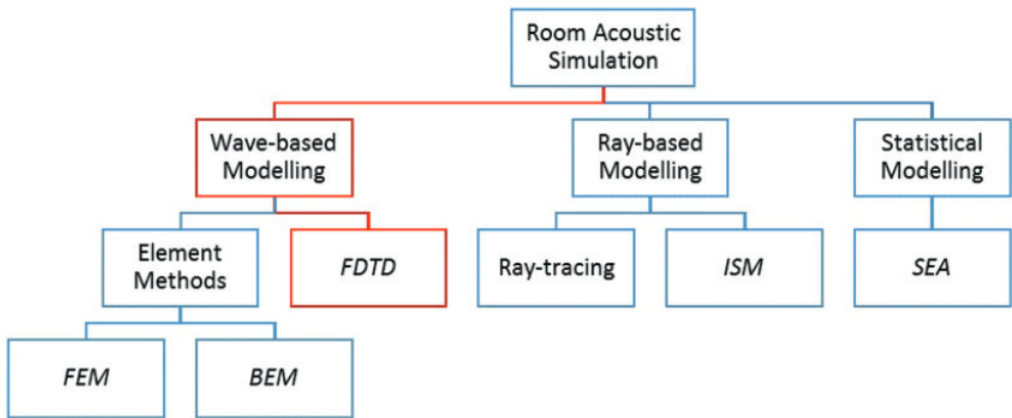 Room Acoustic
Simulation
Wave-based
Modelling
Ray-based
Modelling
Statistical
Modelling
Element
Methods
FDTD
Ray-tracing
ISM
SEA
FEM
BEM